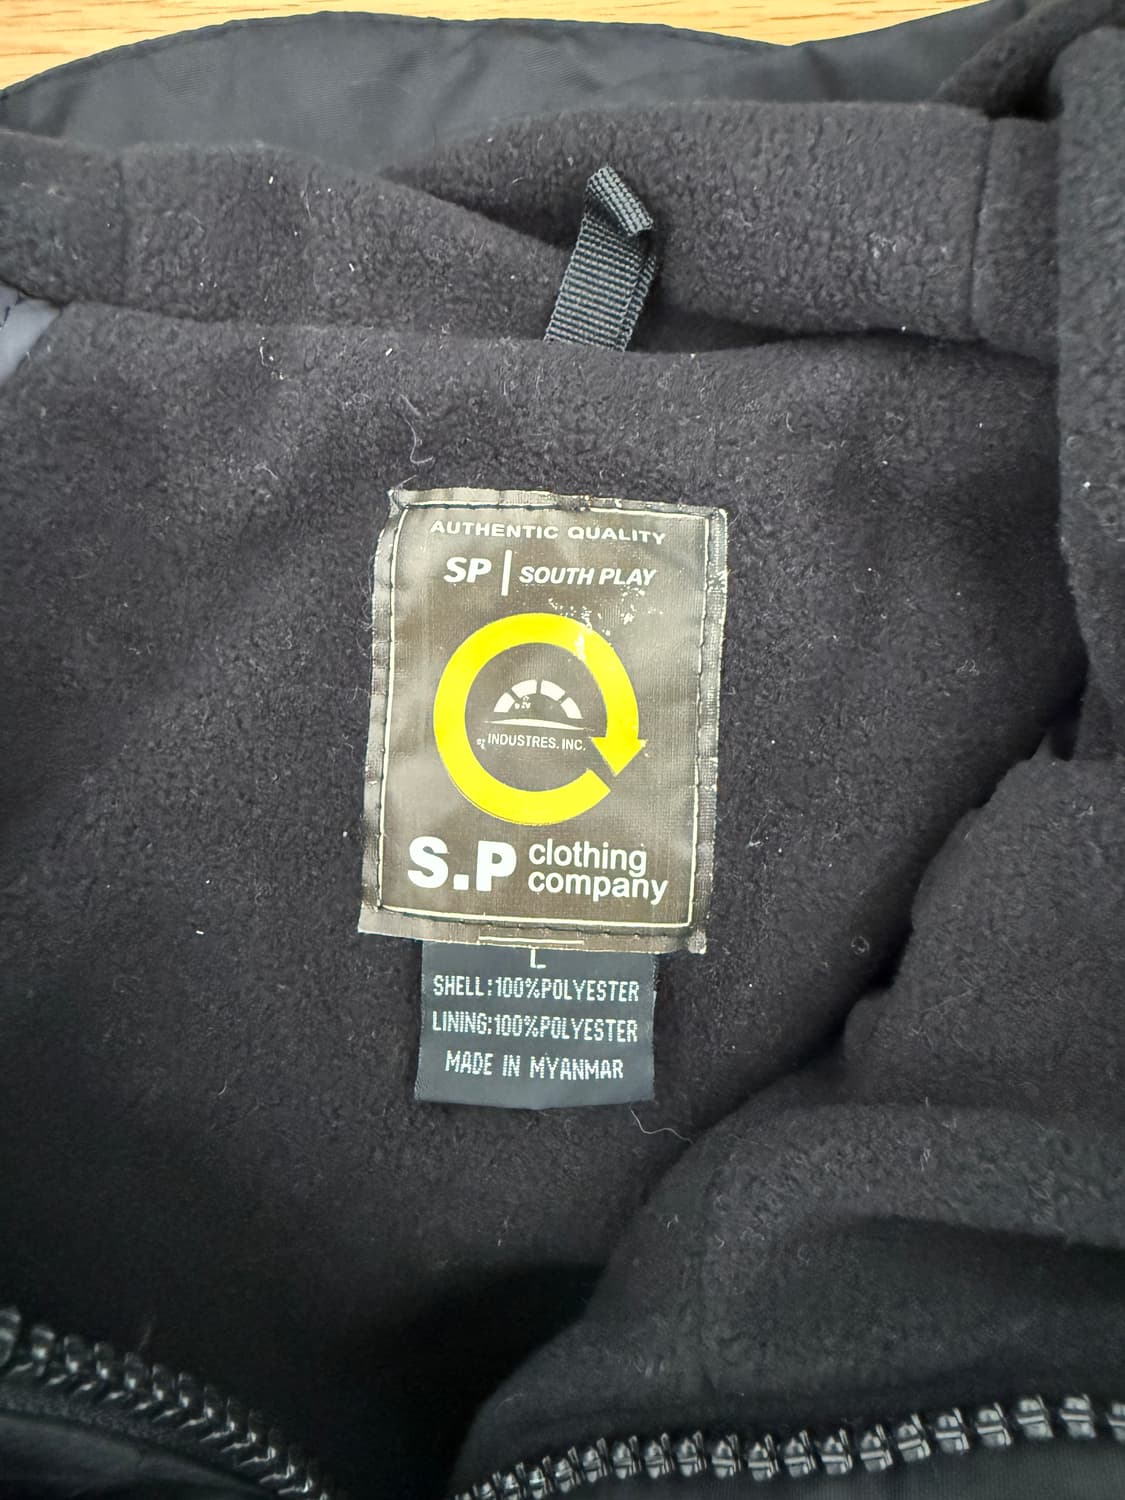 AUTHENTIC QUALITY
SP | SOUTH PLAY
INDUSTRES. INC.
S.P clothing
company
L
SHELL:100%POLYESTER
LINING:100%POLYESTER
MADE IN MYANMAR